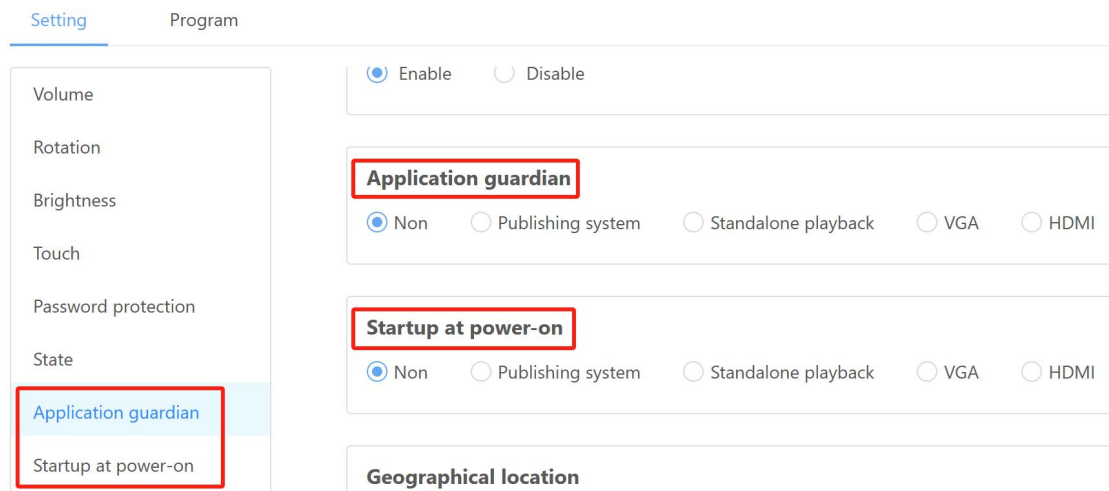 Setting Program
Volume
Rotation
Brightness
Touch
Password protection
State
Application guardian
Startup at power-on
Enable Disable
Application guardian
Non Publishing system Standalone playback VGA HDMI
Startup at power-on
Non Publishing system Standalone playback VGA HDMI
Geographical location